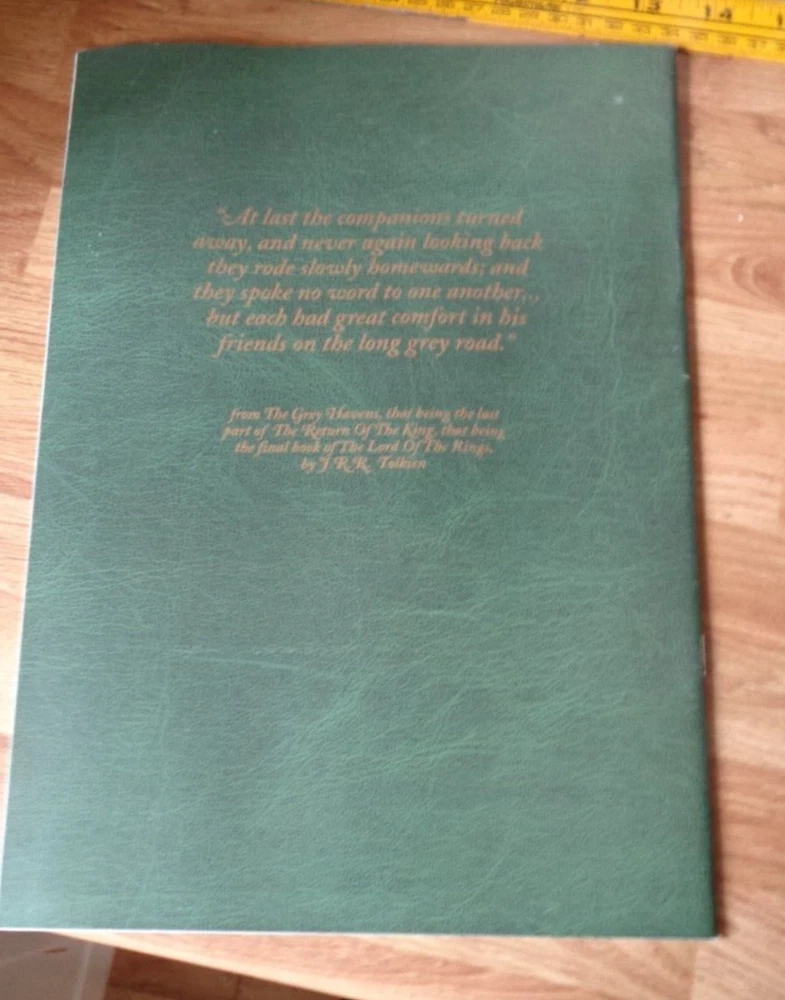 13 14
"At last the companions turned
away, and never again looking back
they rode slowly homewards; and
they spoke no word to one another...
but each had great comfort in his
friends on the long grey road."
from The Grey Havens, that being the last
part of The Return Of The King, that being
the final book of The Lord Of The Rings,
by J.R.R. Tolkien